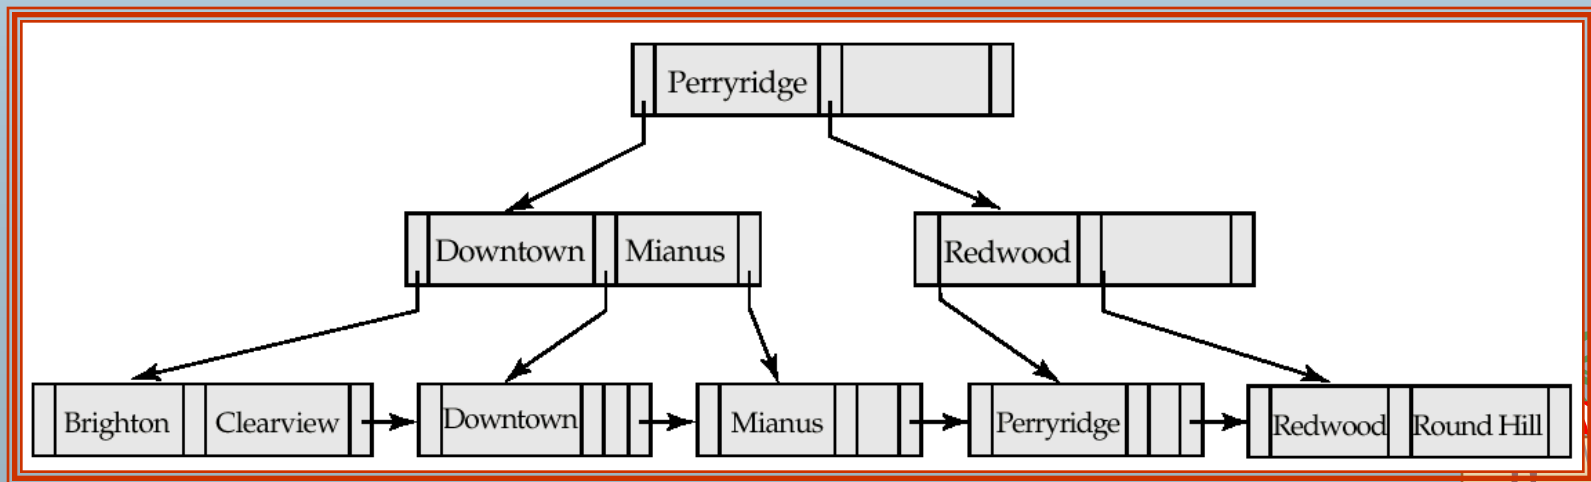 Perryridge
Downtown Mianus Redwood
Brighton Clearview Downtown Mianus Perryridge Redwood Round Hill